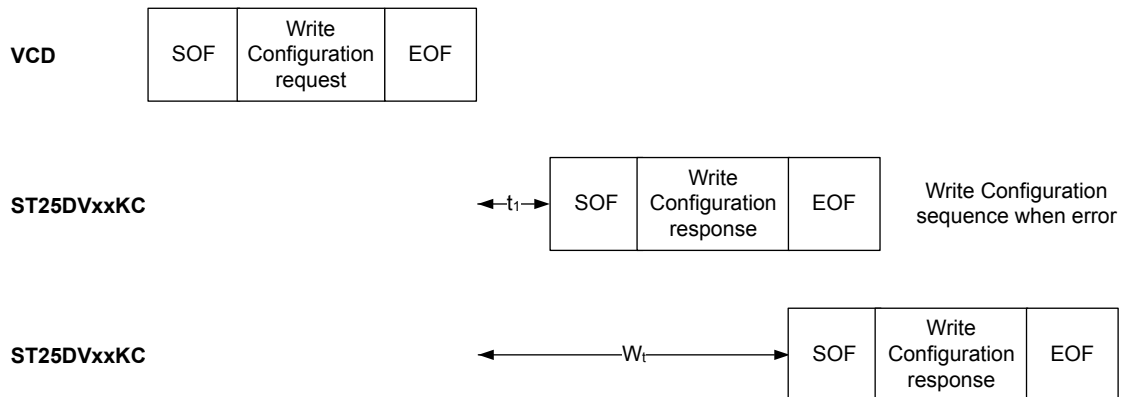 VCD
SOF
Write
Configuration
request
EOF
ST25DVxxKC
t1
SOF
Write
Configuration
response
EOF
Write Configuration
sequence when error
ST25DVxxKC
Wt
SOF
Write
Configuration
response
EOF